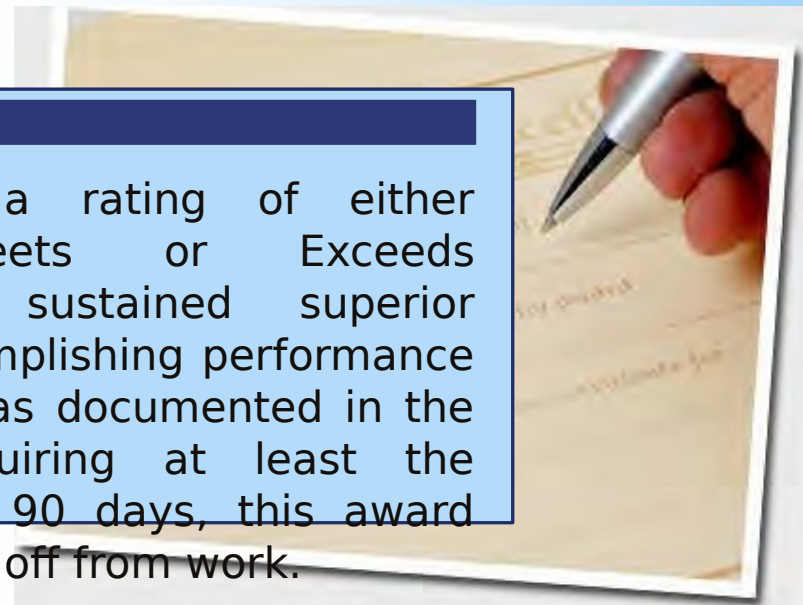 a rating of either
eets or Exceeds
sustained superior
mplishing performance
as documented in the
uiring at least the
90 days, this award
off from work.